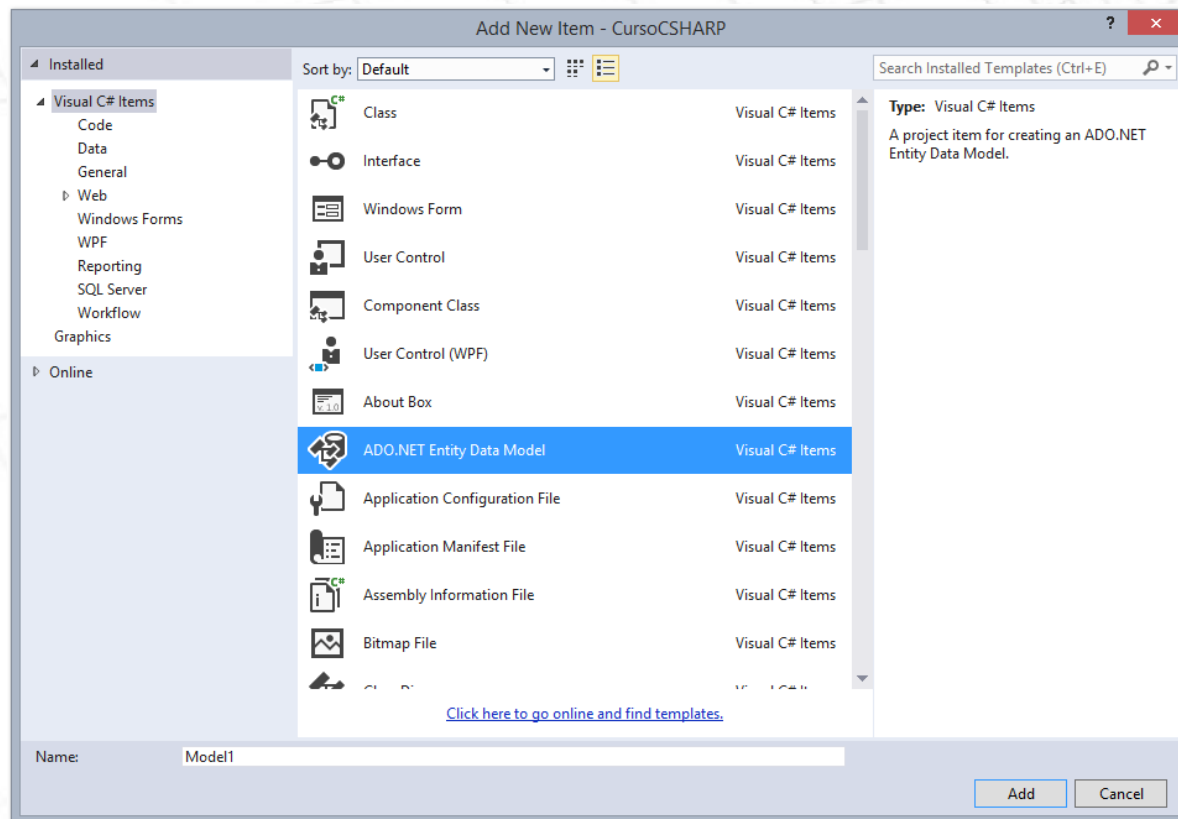 Add New Item - CursoCSHARP
?
Installed
Visual C# Items
Code
Data
General
Web
Windows Forms
WPF
Reporting
SQL Server
Workflow
Graphics
Online
Sort by: Default
Class Visual C# Items
Interface Visual C# Items
Windows Form Visual C# Items
User Control Visual C# Items
Component Class Visual C# Items
User Control (WPF) Visual C# Items
v. 1.0
About Box Visual C# Items
ADO.NET Entity Data Model Visual C# Items
Application Configuration File Visual C# Items
Application Manifest File Visual C# Items
C#
Assembly Information File Visual C# Items
Bitmap File Visual C# Items
Click here to go online and find templates.
Search Installed Templates (Ctrl+E)
Type: Visual C# Items
A project item for creating an ADO.NET
Entity Data Model.
Name: Model1
Add Cancel